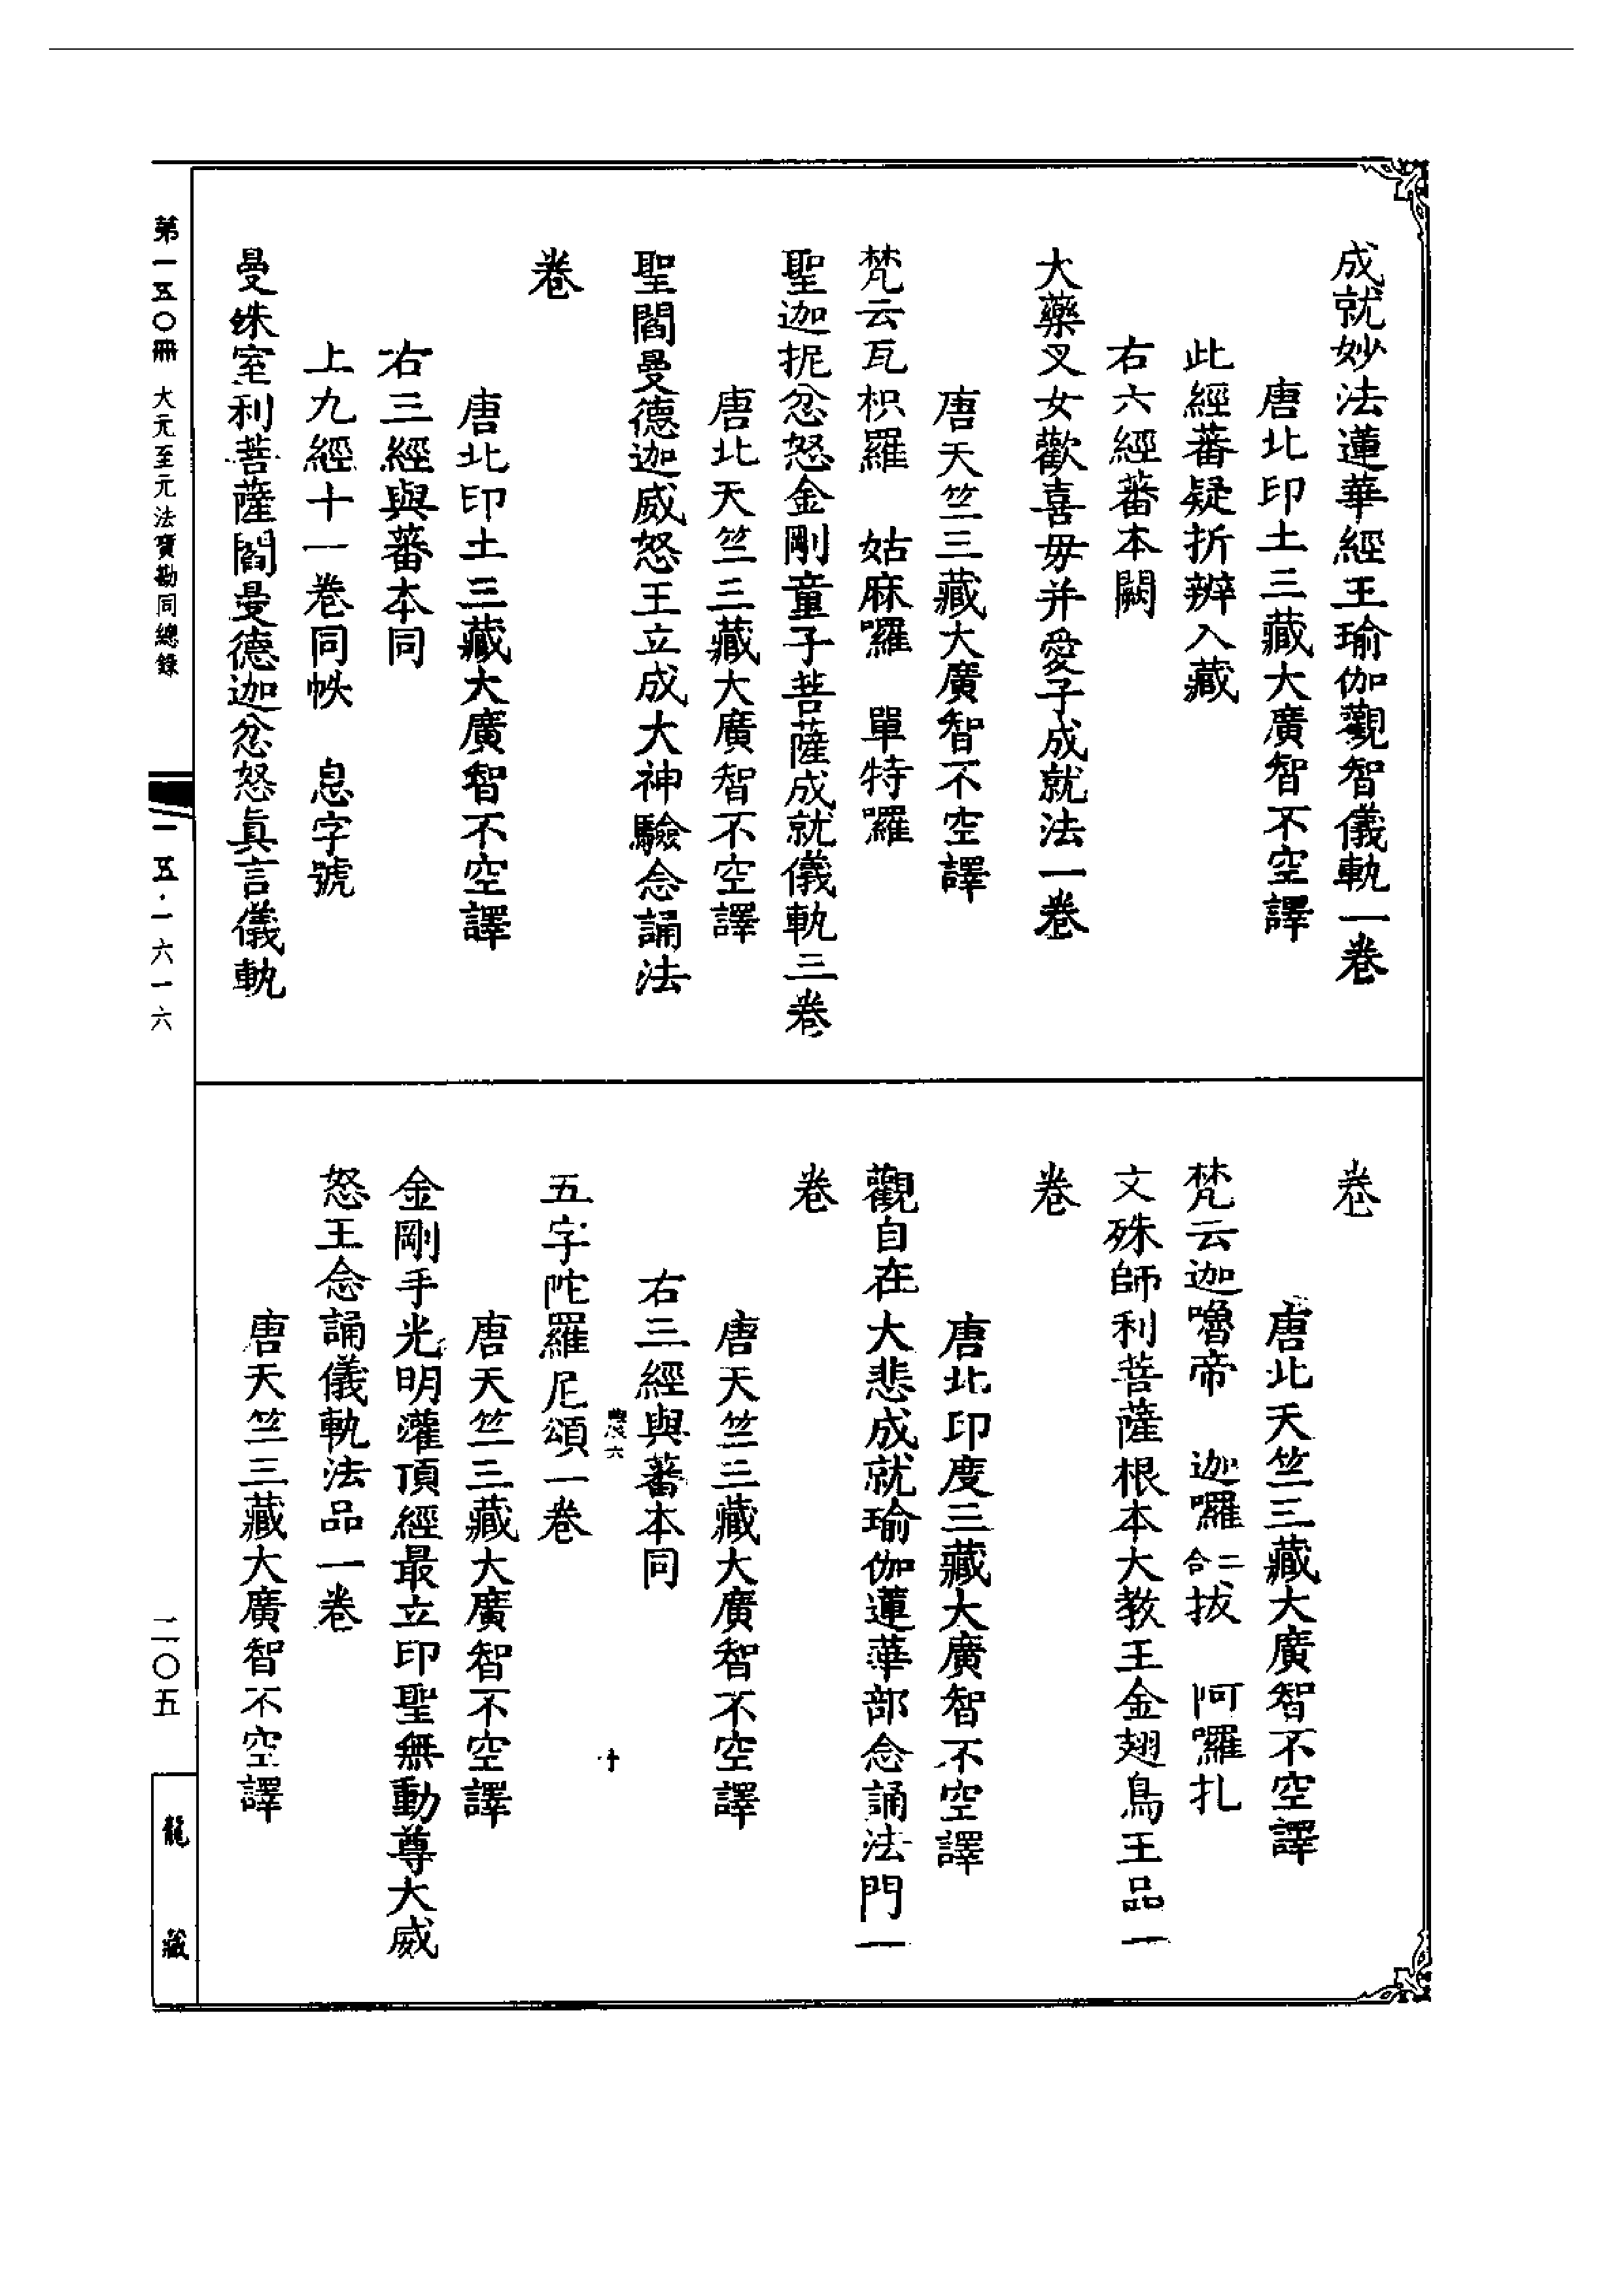 成就妙法蓮華經王瑜伽觀智儀軌一卷
唐北印土三藏大廣智不空譯
此經蕃疑折辨入藏
右六經蕃本闕
大藥叉女歡喜毋并愛子成就法一卷
唐天竺三藏大廣智不空譯
梵云瓦枳羅　姑麻囉　單特囉
聖迦抳忿怒金剛童子菩薩成就儀軌三卷
唐北天竺三藏大廣智不空譯
聖閻曼德迦威怒王立成大神驗念誦法
卷
唐北印土三藏大廣智不空譯
右三經與蕃本同
上九經十一卷同帙　息字號
曼殊室利菩薩閻曼德迦忿怒眞言儀軌
卷
唐北天竺三藏大廣智不空譯
梵云迦嚕帝　迦囉二合拔　阿囉扎
文殊師利菩薩根本大教王金翅鳥王品一
卷
唐北印度三藏大廣智不空譯
觀自在大悲成就瑜伽蓮華部念誦法門一
卷
唐天竺三藏大廣智不空譯
右三經與蕃本同
六　十
五字陀羅尼頌一卷
唐天竺三藏大廣智不空譯
金剛手光明灌頂經最立印聖無動尊大威
怒王念誦儀軌法品一卷
唐天竺三藏大廣智不空譯
第一五〇冊　大元至元法寶勘同總錄
一五·一六一六
二〇五
龍藏